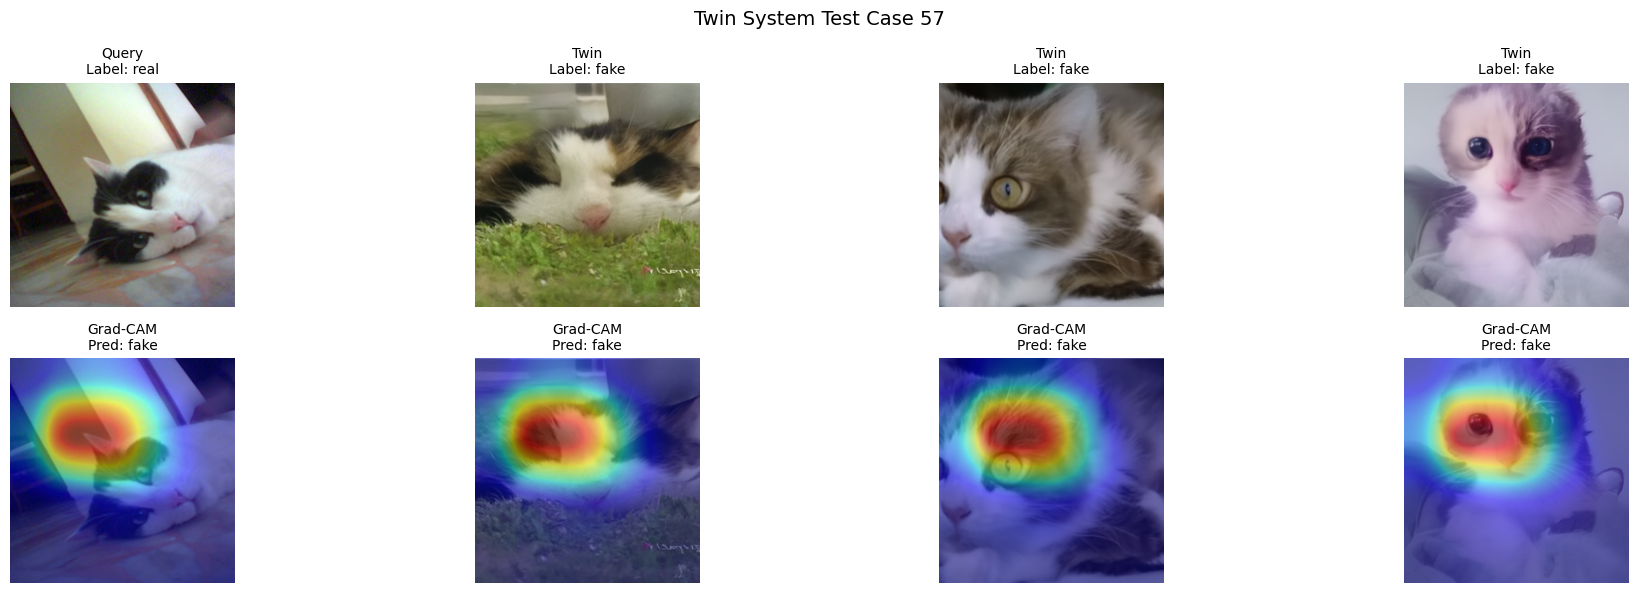 Twin System Test Case 57
Query
Label: real
Twin
Label: fake
Twin
Label: fake
Twin
Label: fake
Grad-CAM
Pred: fake
Grad-CAM
Pred: fake
Grad-CAM
Pred: fake
Grad-CAM
Pred: fake